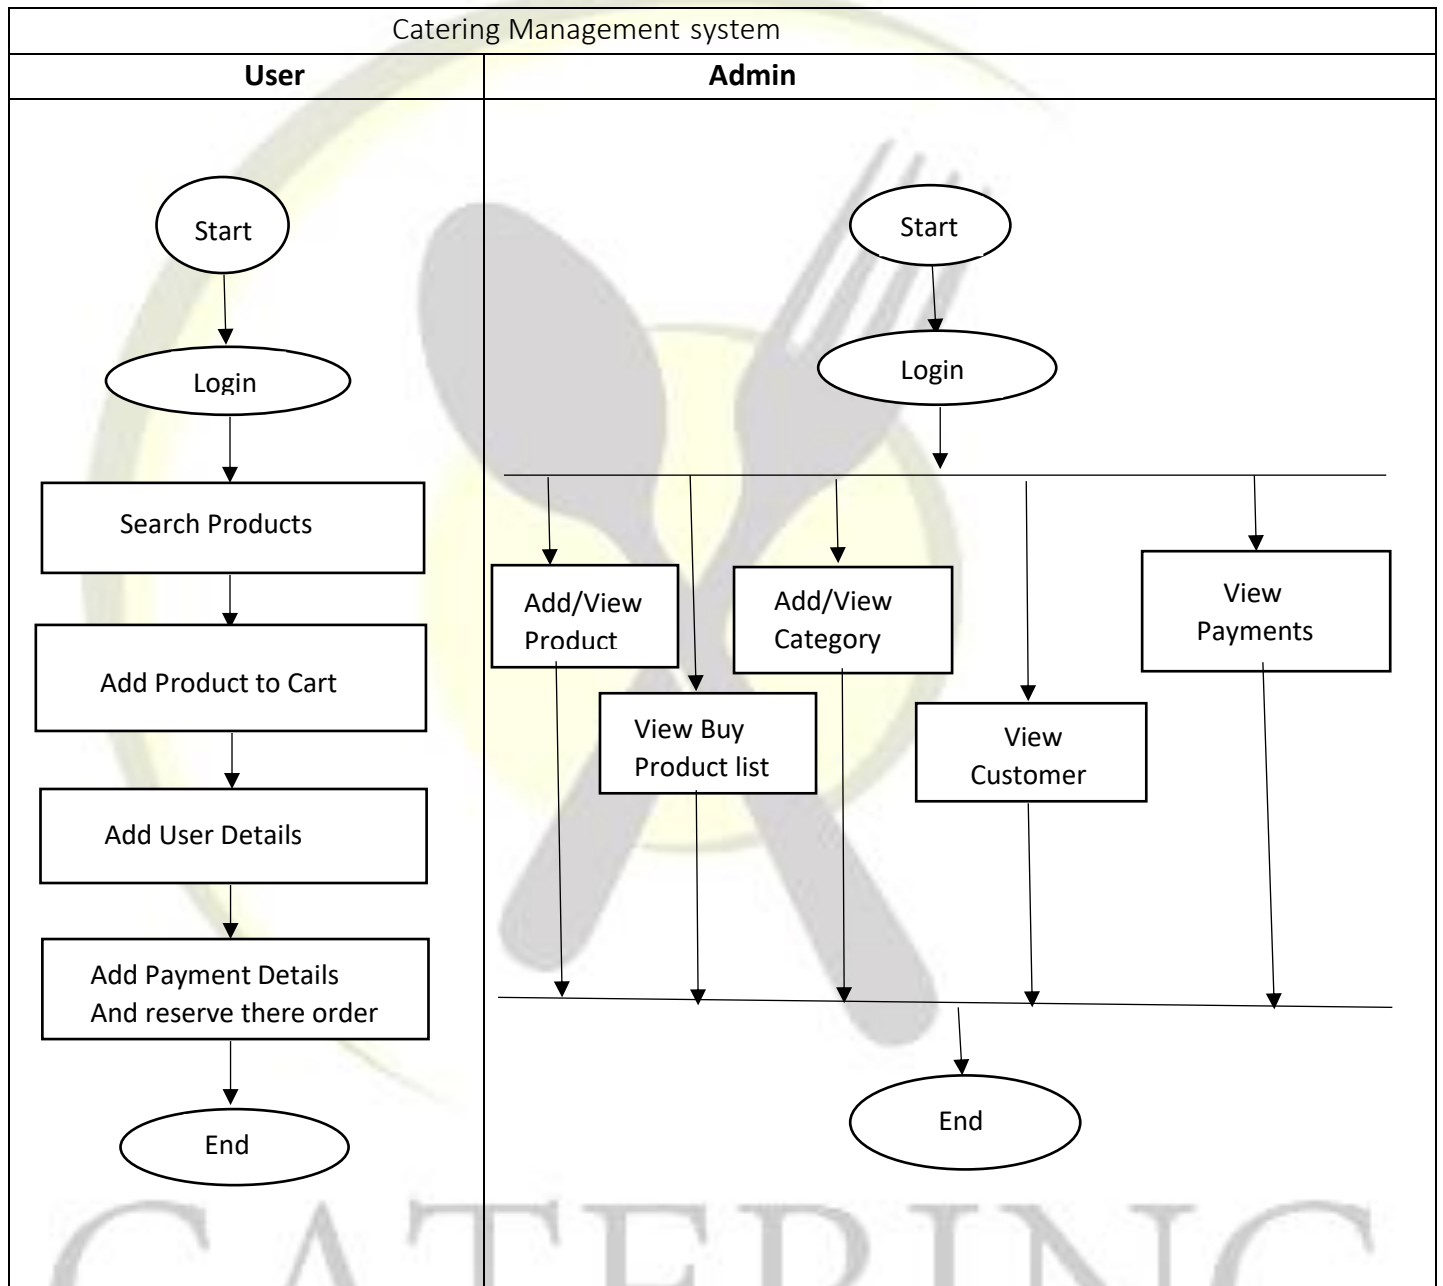 Catering Management system
User
Admin
Start
Login
Search Products
Add Product to Cart
Add User Details
Add Payment Details
And reserve there order
End
Start
Login
Add/View
Product
View Buy
Product list
Add/View
Category
View
Customer
View
Payments
End
CATERING